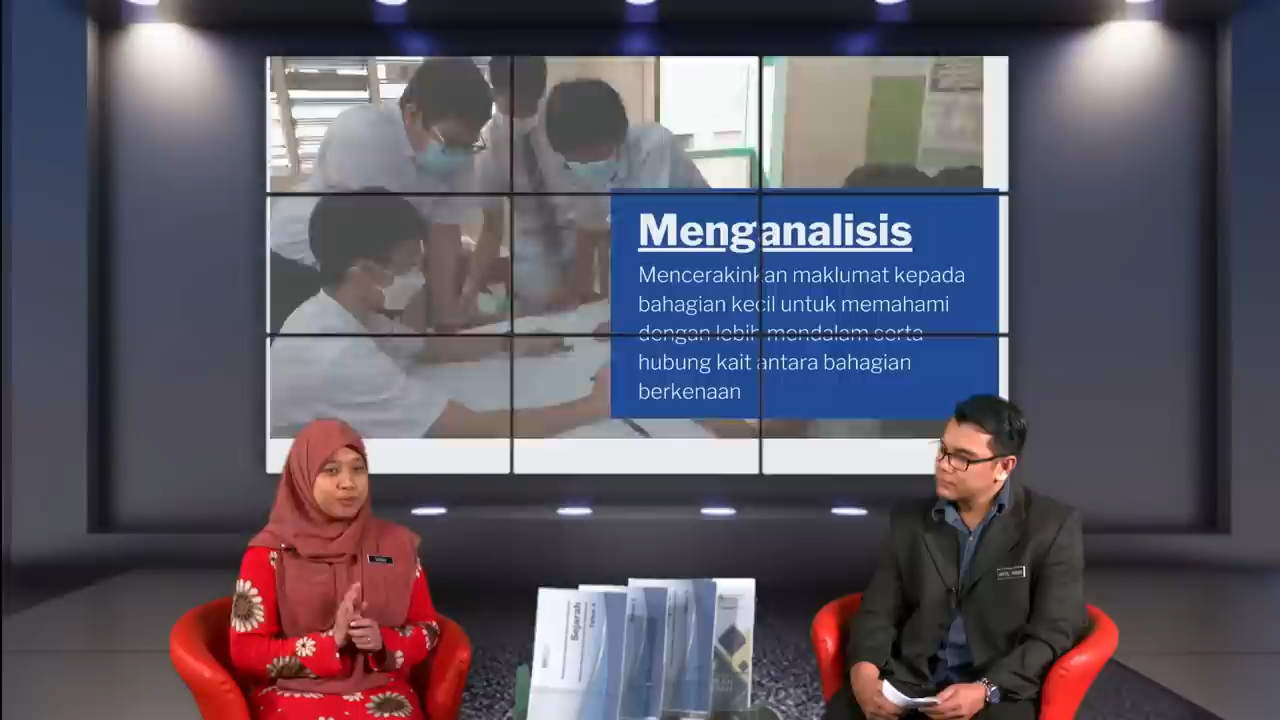 Menganalisis
Mencerakinkan maklumat kepada
bahagian kecil untuk memahami
dengan lebih mendalam serta
hubung kait antara bahagian
berkenaan
Sejarah